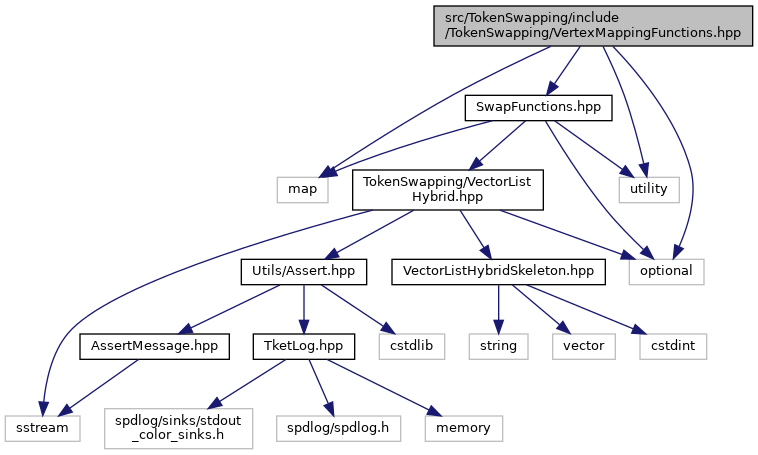 src/TokenSwapping/include
/TokenSwapping/VertexMappingFunctions.hpp
SwapFunctions.hpp
map
TokenSwapping/VectorList
Hybrid.hpp
utility
Utils/Assert.hpp
VectorListHybridSkeleton.hpp
optional
AssertMessage.hpp
TketLog.hpp
cstdlib
string
vector
cstdint
sstream
spdlog/sinks/stdout
_color_sinks.h
spdlog/spdlog.h
memory